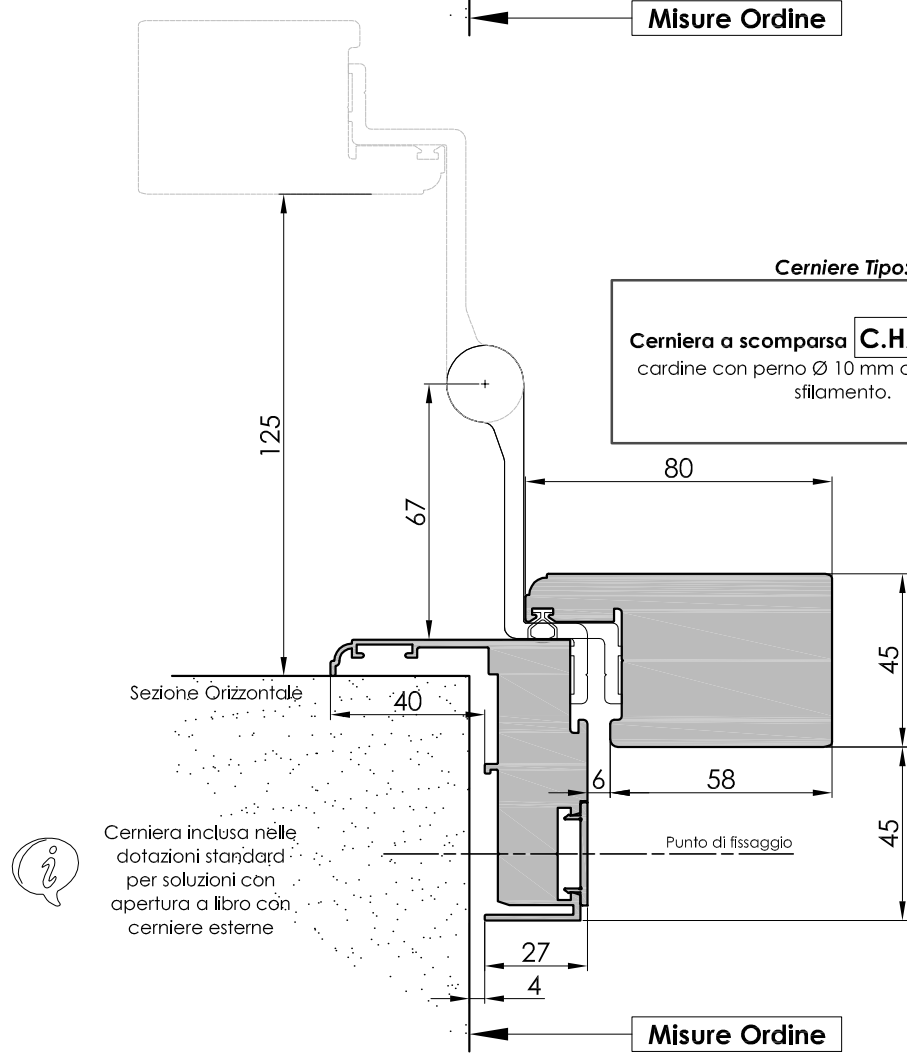 Misure Ordine
Cerniere Tipo:
Cerniera a scomparsa C.H.
cardine con perno Ø 10 mm
sfilamento.
125
67
80
45
Sezione Orizzontale
40
6
58
45
Punto di fissaggio
Cerniera inclusa nelle
dotazioni standard
per soluzioni con
apertura a libro con
cerniere esterne
27
4
Misure Ordine